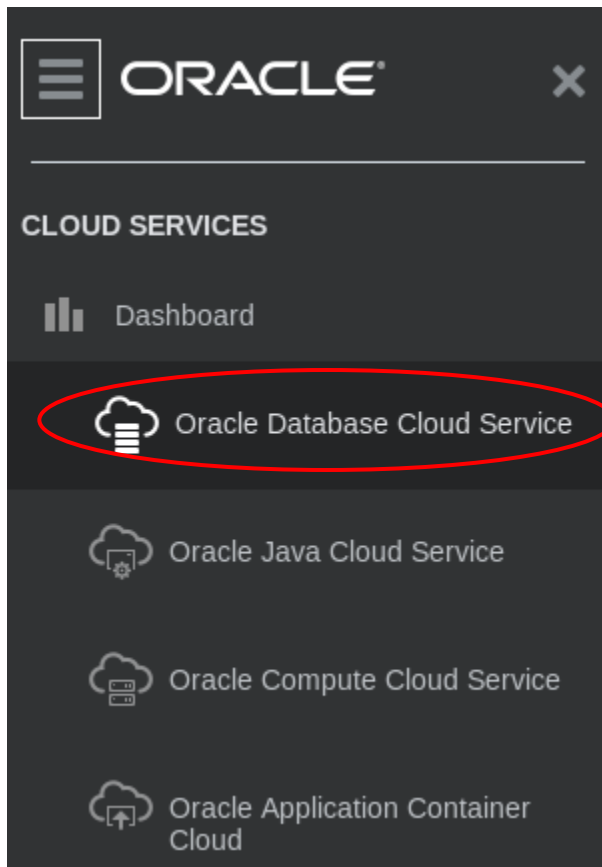 ORACLE®
CLOUD SERVICES
Dashboard
Oracle Database Cloud Service
Oracle Java Cloud Service
Oracle Compute Cloud Service
Oracle Application Container
Cloud